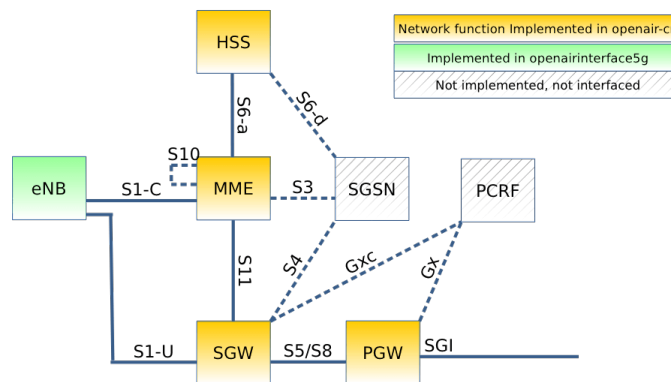 HSS
Network function Implemented in openair-c
Implemented in openairinterface5g
Not implemented, not interfaced
S6-a
S6-d
S10
eNB
S1-C
MME
S3
SGSN
PCRF
S11
S4
Gxc
Gx
S1-U
SGW
S5/S8
PGW
SGI